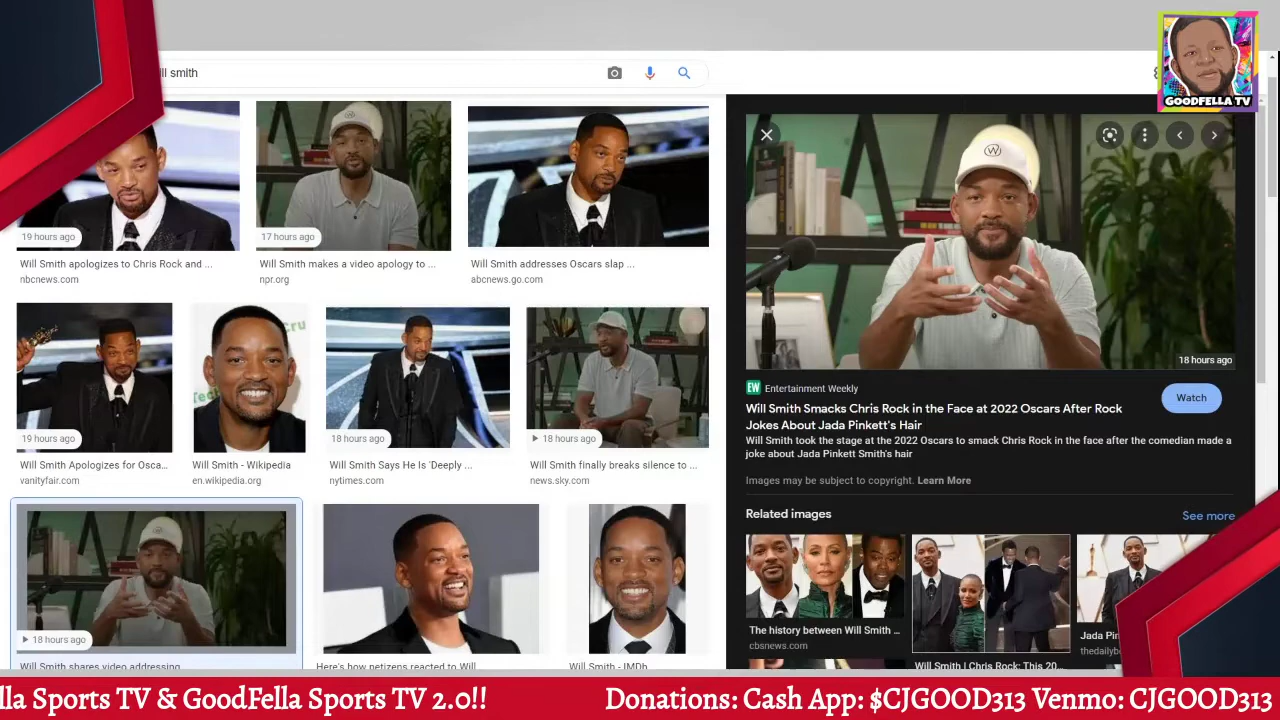 ill smith
GOODFELLA TV
19 hours ago
17 hours ago
Will Smith apologizes to Chris Rock and ...
nbcnews.com
Will Smith makes a video apology to ...
npr.org
Will Smith addresses Oscars slap ...
abcnews.go.com
19 hours ago
18 hours ago
18 hours ago
Will Smith Apologizes for Osca...
vanityfair.com
Will Smith - Wikipedia
en.wikipedia.org
Will Smith Says He Is 'Deeply ...
nytimes.com
Will Smith finally breaks silence to ...
news.sky.com
18 hours ago
Will Smith shares video addressing
Here's how netizens reacted to Will
Will Smith - IMDb
W
18 hours ago
EW Entertainment Weekly
Watch
Will Smith Smacks Chris Rock in the Face at 2022 Oscars After Rock
Jokes About Jada Pinkett's Hair
Will Smith took the stage at the 2022 Oscars to smack Chris Rock in the face after the comedian made a
joke about Jada Pinkett Smith's hair
Images may be subject to copyright. Learn More
Related images
See more
The history between Will Smith ...
cbsnews.com
Will Smith | Chris Rock: This 20...
Jada Pin
thedailyb
lla Sports TV & GoodFella Sports TV 2.0!!
Donations: Cash App: $CJGOOD313 Venmo: CJGOOD313